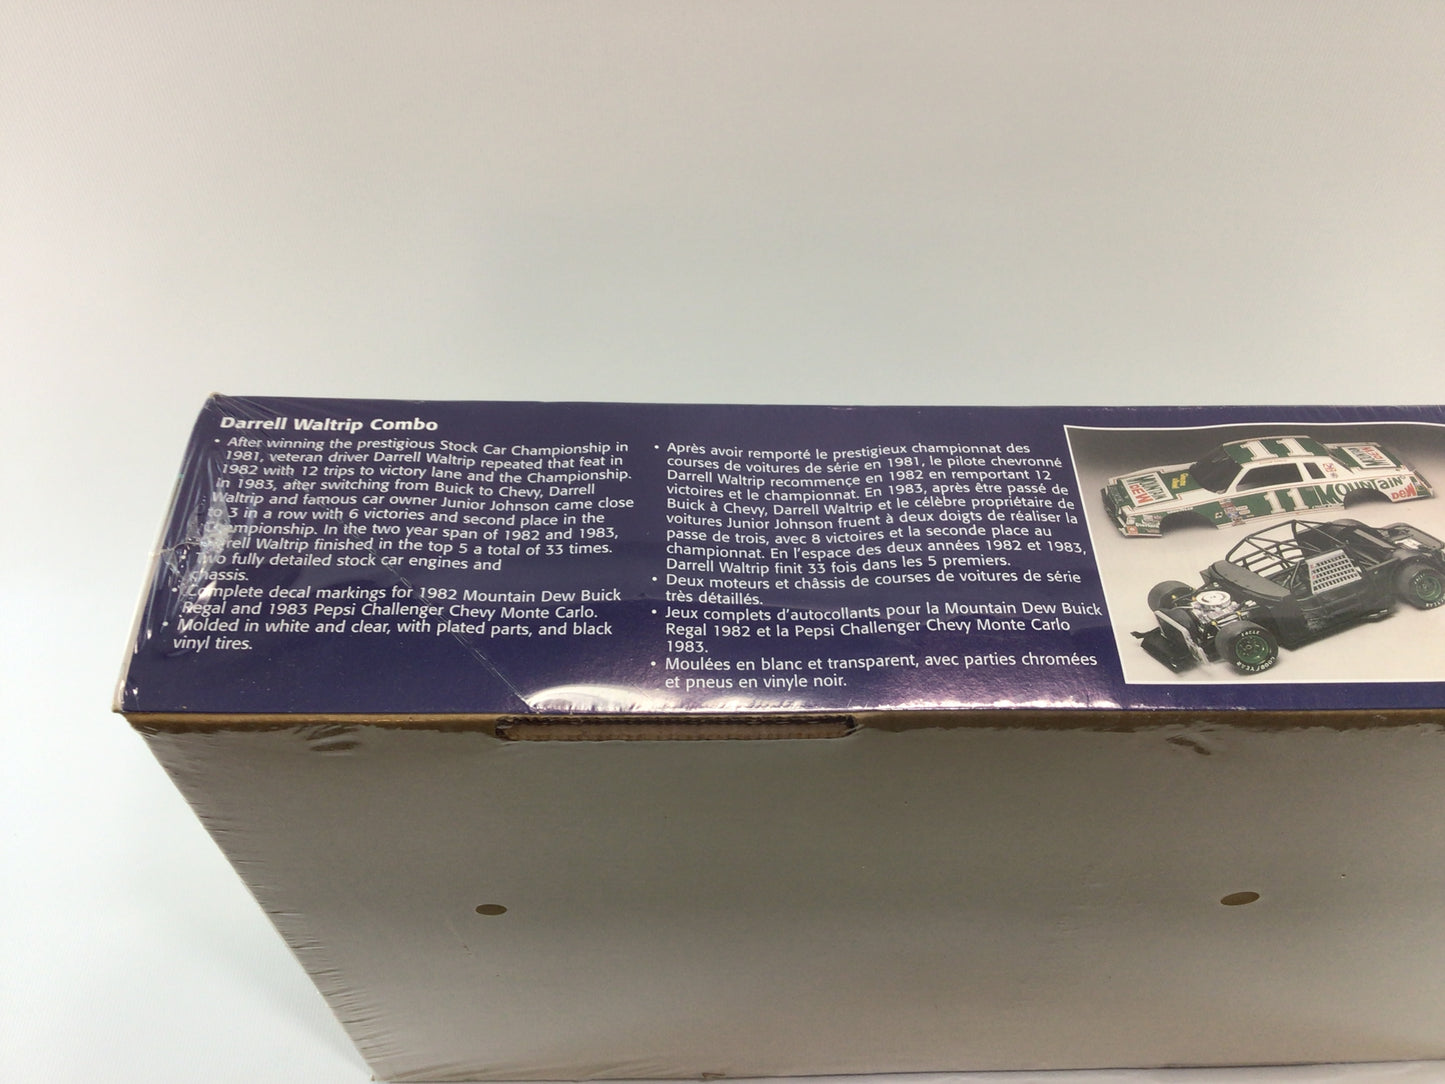 Darrell Waltrip Combo
• After winning the prestigious Stock Car Championship in
1981, veteran driver Darrell Waltrip repeated that feat in
1982 with 12 trips to victory lane and the Championship.
In 1983, after switching from Buick to Chevy, Darrell
Waltrip and famous car owner Junior Johnson came close
to 3 in a row with 6 victories and second place in the
Championship. In the two year span of 1982 and 1983,
Darrell Waltrip finished in the top 5 a total of 33 times.
• Two fully detailed stock car engines and
chassis.
• Complete decal markings for 1982 Mountain Dew Buick
Regal and 1983 Pepsi Challenger Chevy Monte Carlo.
• Molded in white and clear, with plated parts, and black
vinyl tires.
• Après avoir remporté le prestigieux championnat des
courses de voitures de série en 1981, le pilote chevronné
Darrell Waltrip recommence en 1982 en remportant 12
victoires et le championnat. En 1983, après être passé de
Buick à Chevy, Darrell Waltrip et le célèbre propriétaire de
voitures Junior Johnson fruent à deux doigts de réaliser la
passe de trois, avec 8 victoires et la seconde place au
championnat. En l'espace des deux années 1982 et 1983,
Darrell Waltrip finit 33 fois dans les 5 premiers.
• Deux moteurs et châssis de courses de voitures de série
très détaillés.
• Jeux complets d'autocollants pour la Mountain Dew Buick
Regal 1982 et la Pepsi Challenger Chevy Monte Carlo
1983.
• Moulées en blanc et transparent, avec parties chromées
et pneus en vinyle noir.
11
MOUNTAIN
DEW
11
MOUNTAIN
DEW
EAGLE
GOODYEAR